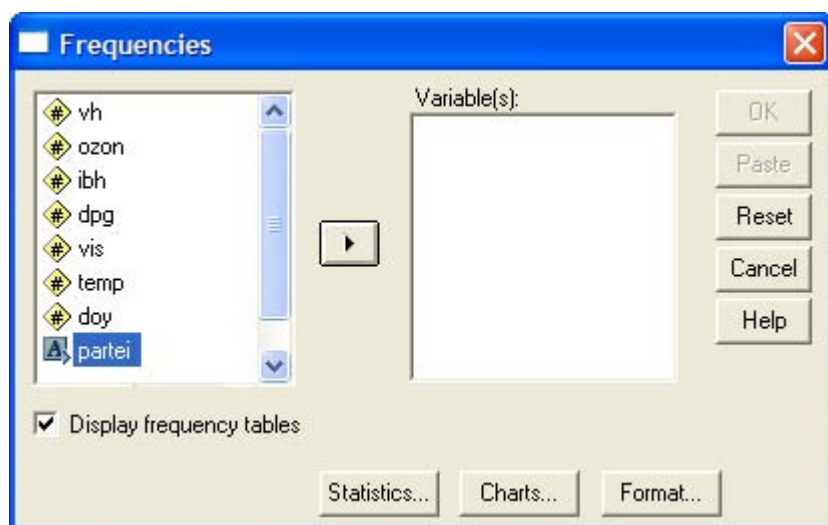 Frequencies
vh
ozon
ibh
dpg
vis
temp
doy
partei
Variable(s):
OK
Paste
Reset
Cancel
Help
Display frequency tables
Statistics...
Charts...
Format...